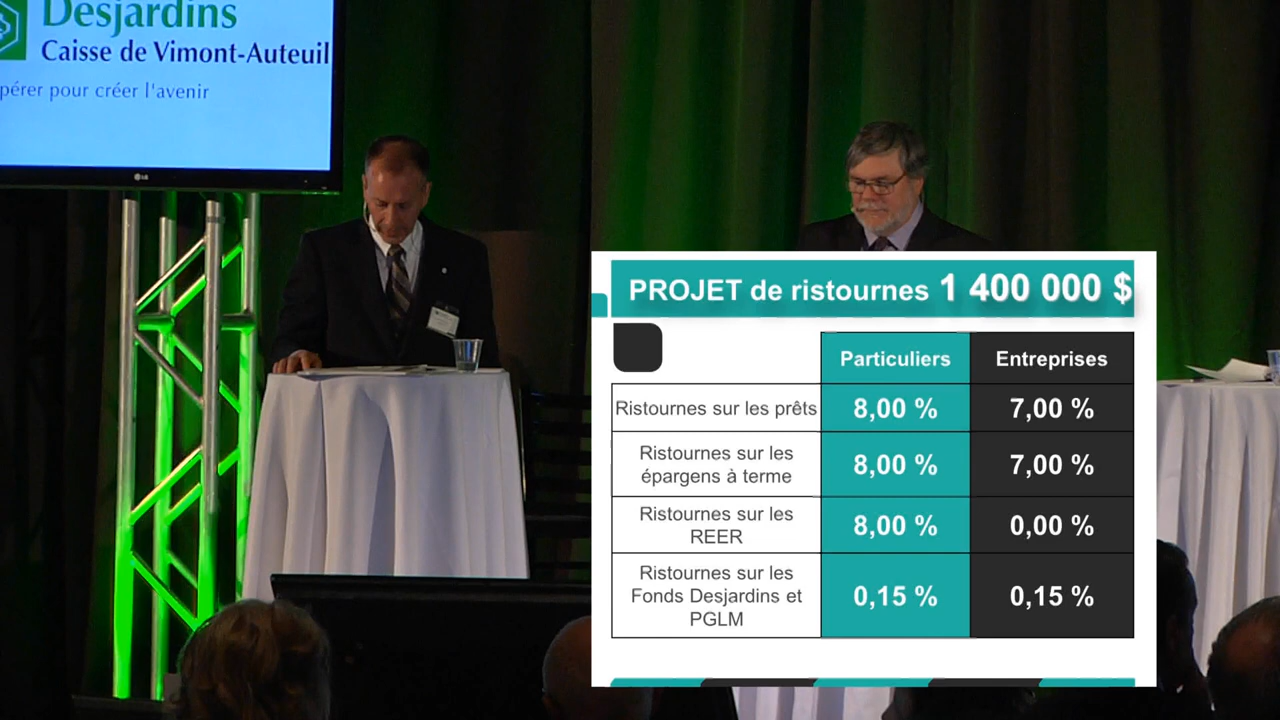 Desjardins
Caisse de Vimont-Auteuil
pérer pour créer l'avenir
LG
PROJET de ristournes 1 400 000 $
Particuliers Entreprises
Ristournes sur les prêts 8,00 % 7,00 %
Ristournes sur les
épargens à terme 8,00 % 7,00 %
Ristournes sur les
REER 8,00 % 0,00 %
Ristournes sur les
Fonds Desjardins et
PGLM 0,15 % 0,15 %